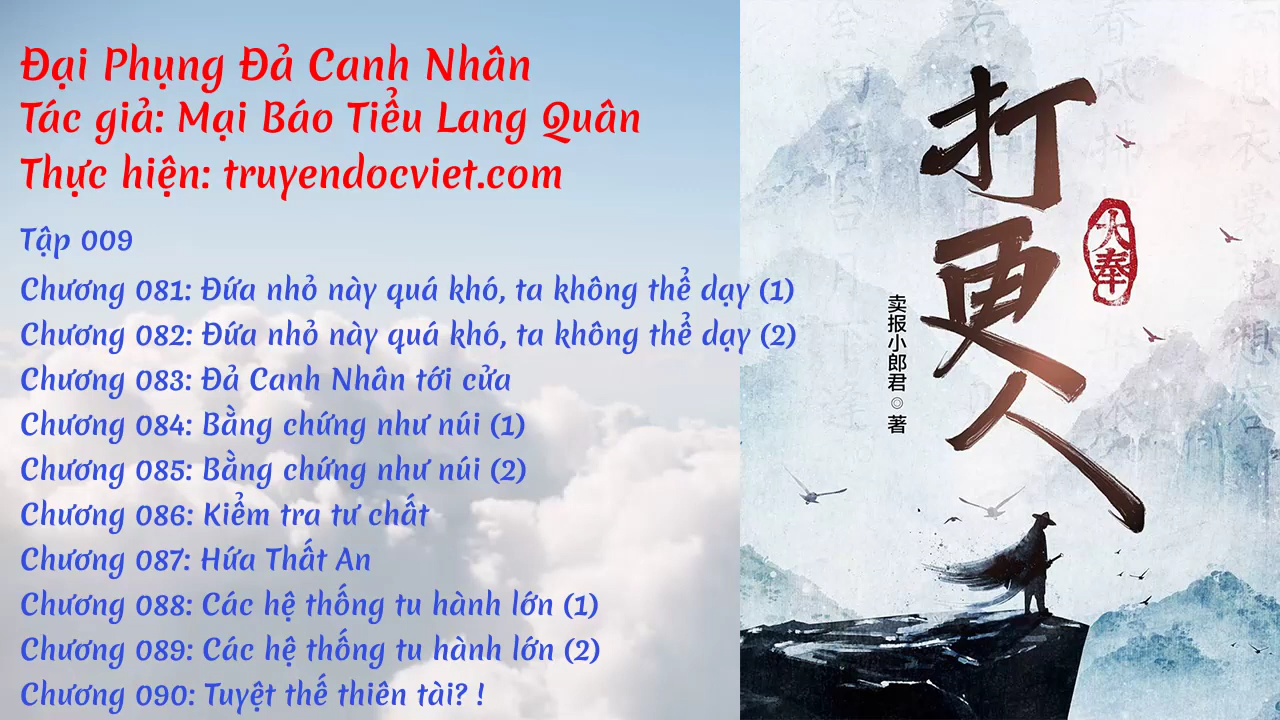 Đại Phụng Đả Canh Nhân
Tác giả: Mại Báo Tiểu Lang Quân
Thực hiện: truyendocviet.com
Tập 009
Chương 081: Đứa nhỏ này quá khó, ta không thể dạy (1)
Chương 082: Đứa nhỏ này quá khó, ta không thể dạy (2)
Chương 083: Đả Canh Nhân tới cửa
Chương 084: Bằng chứng như núi (1)
Chương 085: Bằng chứng như núi (2)
Chương 086: Kiểm tra tư chất
Chương 087: Hứa Thất An
Chương 088: Các hệ thống tu hành lớn (1)
Chương 089: Các hệ thống tu hành lớn (2)
Chương 090: Tuyệt thế thiên tài? !
打更人
大奉
卖报小郎君◎著